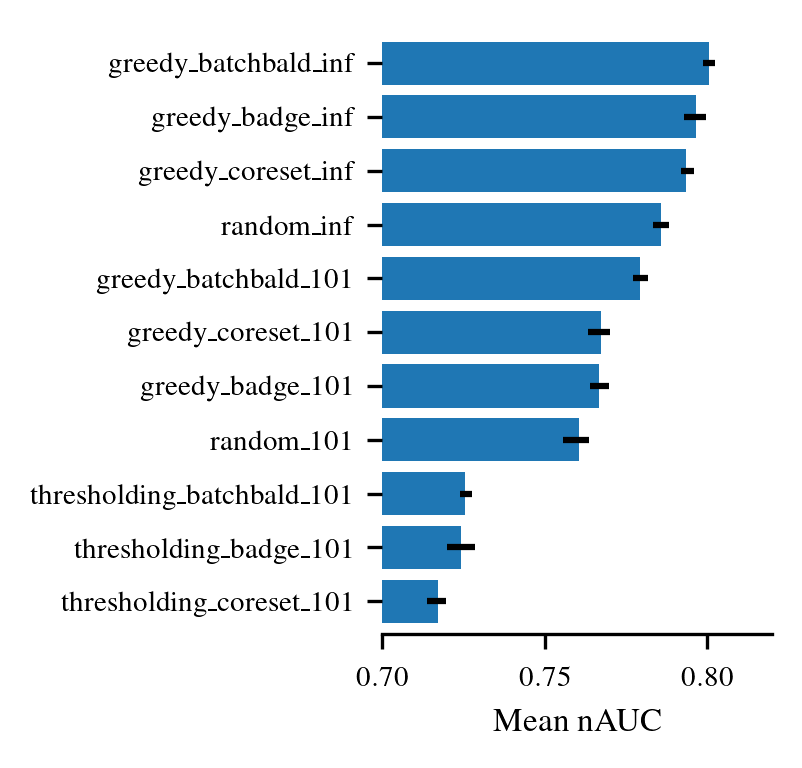 greedy_batchbald_inf
greedy_badge_inf
greedy_coreset_inf
random_inf
greedy_batchbald_101
greedy_coreset_101
greedy_badge_101
random_101
thresholding_batchbald_101
thresholding_badge_101
thresholding_coreset_101
0.70 0.75 0.80
Mean nAUC